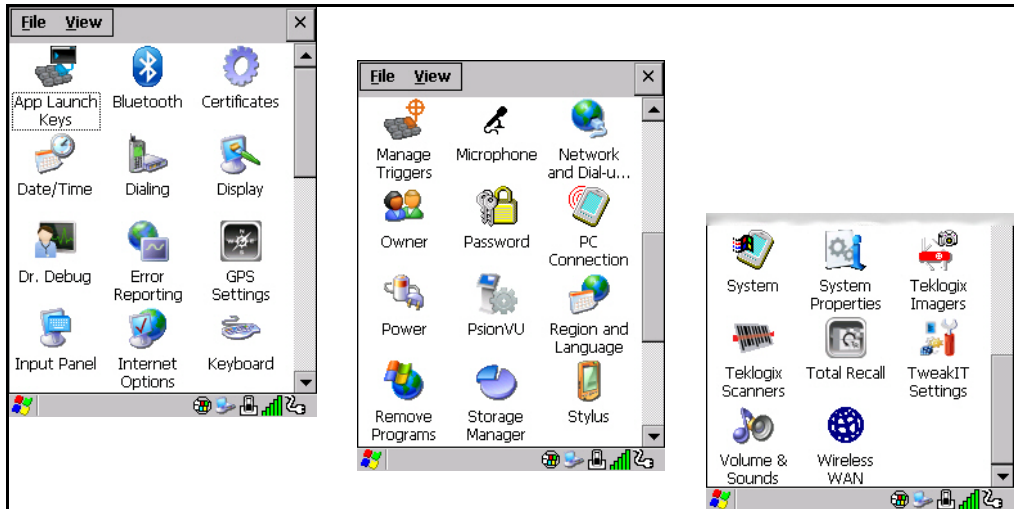 File View
App Launch Keys
Bluetooth
Certificates
Date/Time
Dialing
Display
Dr. Debug
Error Reporting
GPS Settings
Input Panel
Internet Options
Keyboard
File View
Manage Triggers
Microphone
Network and Dial-u...
Owner
Password
PC Connection
Power
PsionVU
Region and Language
Remove Programs
Storage Manager
Stylus
System
System Properties
Teklogix Imagers
Teklogix Scanners
Total Recall
TweakIT Settings
Volume & Sounds
Wireless WAN